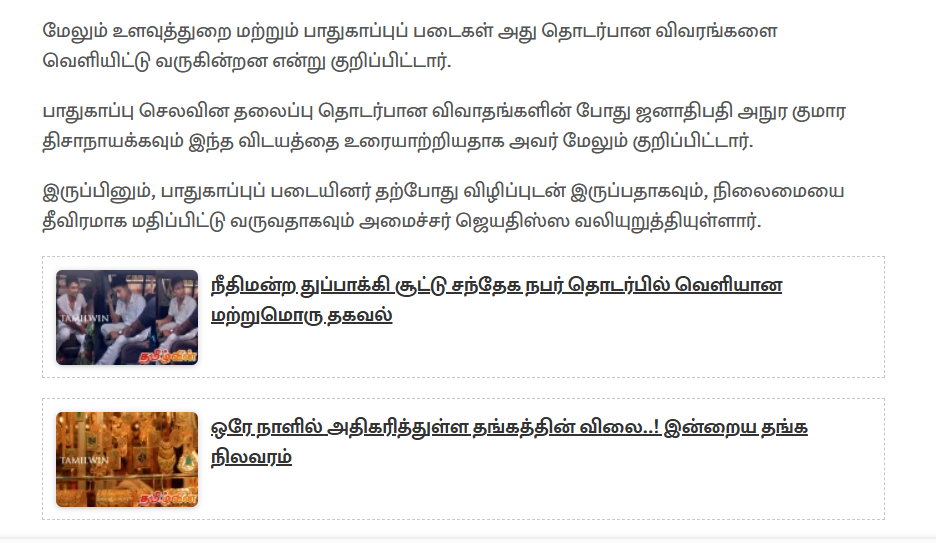 மேலும் உளவுத்துறை மற்றும் பாதுகாப்புப் படைகள் அது தொடர்பான விவரங்களை
வெளியிட்டு வருகின்றன என்று குறிப்பிட்டார்.
பாதுகாப்பு செலவின தலைப்பு தொடர்பான விவாதங்களின் போது ஜனாதிபதி அநுர குமார
திசாநாயக்கவும் இந்த விடயத்தை உரையாற்றியதாக அவர் மேலும் குறிப்பிட்டார்.
இருப்பினும், பாதுகாப்புப் படையினர் தற்போது விழிப்புடன் இருப்பதாகவும், நிலைமையை
தீவிரமாக மதிப்பிட்டு வருவதாகவும் அமைச்சர் ஜெயதிஸ்ஸ வலியுறுத்தியுள்ளார்.
நீதிமன்ற துப்பாக்கி சூட்டு சந்தேக நபர் தொடர்பில் வெளியான
மற்றுமொரு தகவல்
TAMILWIN
தமிழ்வின்
ஒரே நாளில் அதிகரித்துள்ள தங்கத்தின் விலை..! இன்றைய தங்க
நிலவரம்
TAMILWIN
தமிழ்வின்